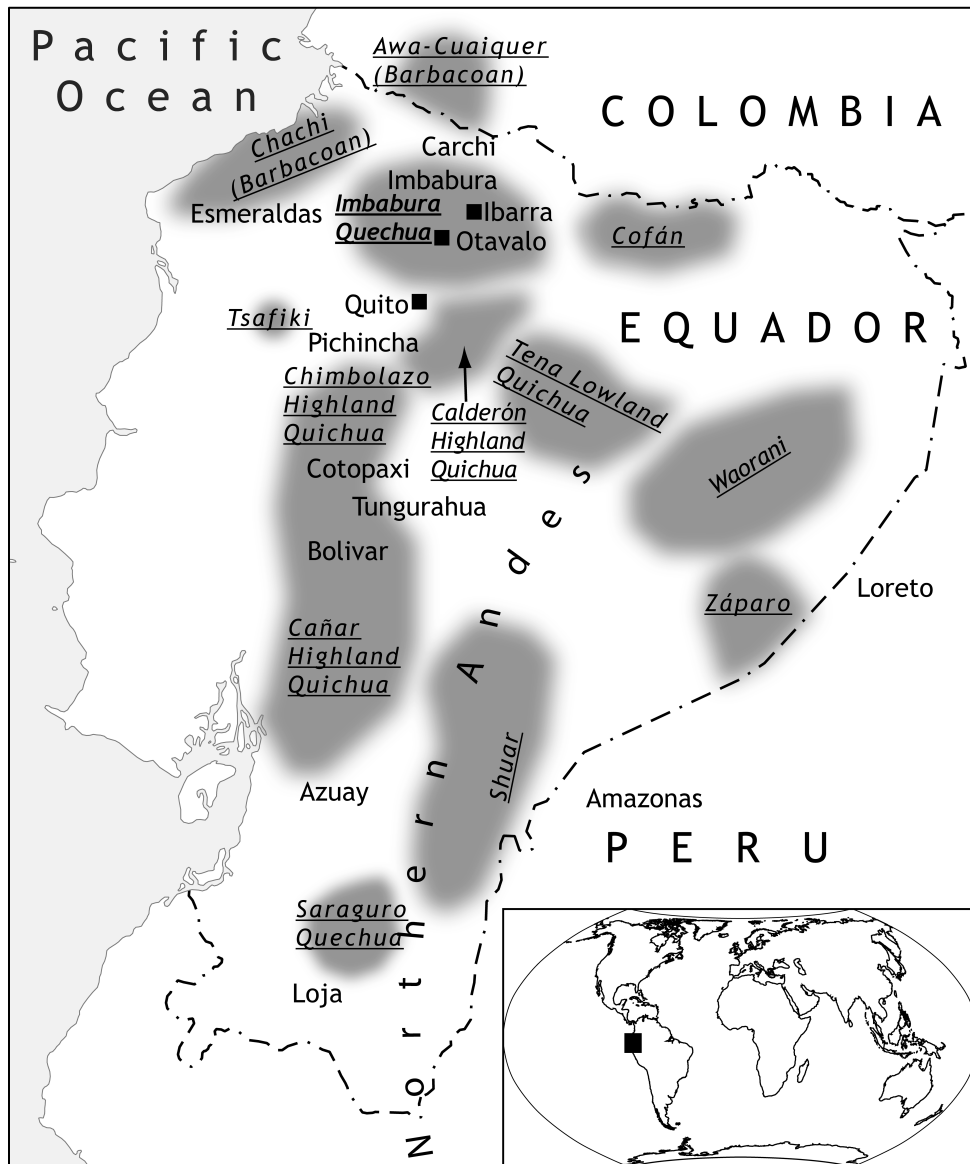 Pacific
Ocean
Awa-Cuaiquer
(Barbacoan)
COLOMBIA
Chachi
(Barbacoan)
Carchi
Imbabura
Esmeraldas
Imbabura
Quechua
Ibarra
Otavalo
Cofán
Quito
Tsafiki
Pichincha
EQUADOR
Chimbolazo
Highland
Quichua
Calderón
Highland
Quichua
Tena Lowland
Quichua
Waorani
Cotopaxi
Tungurahua
Bolivar
Loreto
Záparo
Cañar
Highland
Quichua
Shuar
Azuay
Amazonas
PERU
Saraguro
Quechua
Loja
Northern Andes